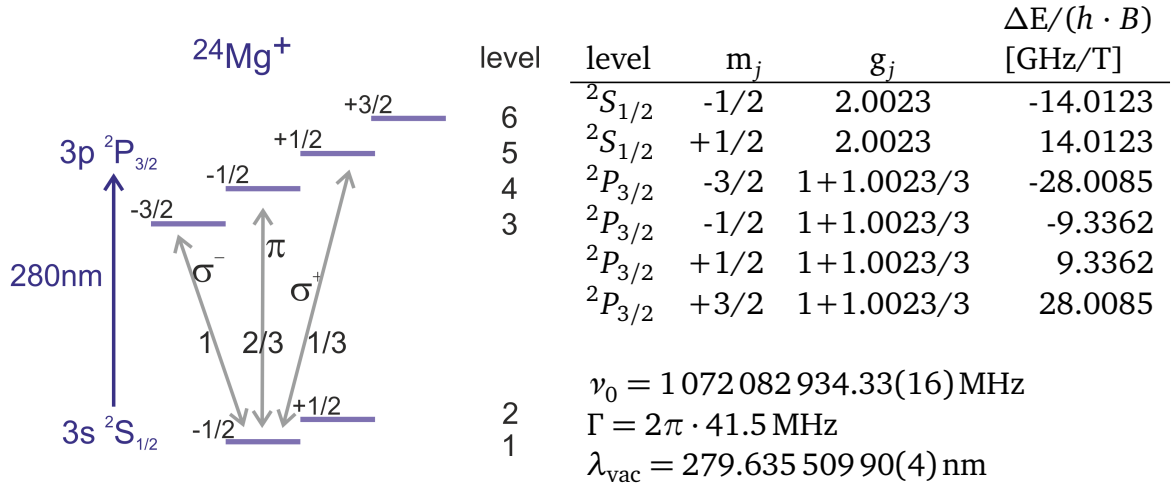 ²⁴Mg⁺
level
+3/2
6
+1/2
5
3p ²P₃/₂
-1/2
4
-3/2
3
π
σ⁻
σ⁺
280nm
1 2/3 1/3
+1/2
2
3s ²S₁/₂
-1/2
1
ΔE/(h · B)
level mⱼ gⱼ [GHz/T]
²S₁/₂ -1/2 2.0023 -14.0123
²S₁/₂ +1/2 2.0023 14.0123
²P₃/₂ -3/2 1+1.0023/3 -28.0085
²P₃/₂ -1/2 1+1.0023/3 -9.3362
²P₃/₂ +1/2 1+1.0023/3 9.3362
²P₃/₂ +3/2 1+1.0023/3 28.0085
ν₀ = 1 072 082 934.33(16) MHz
Γ = 2π · 41.5 MHz
λvac = 279.635 509 90(4) nm